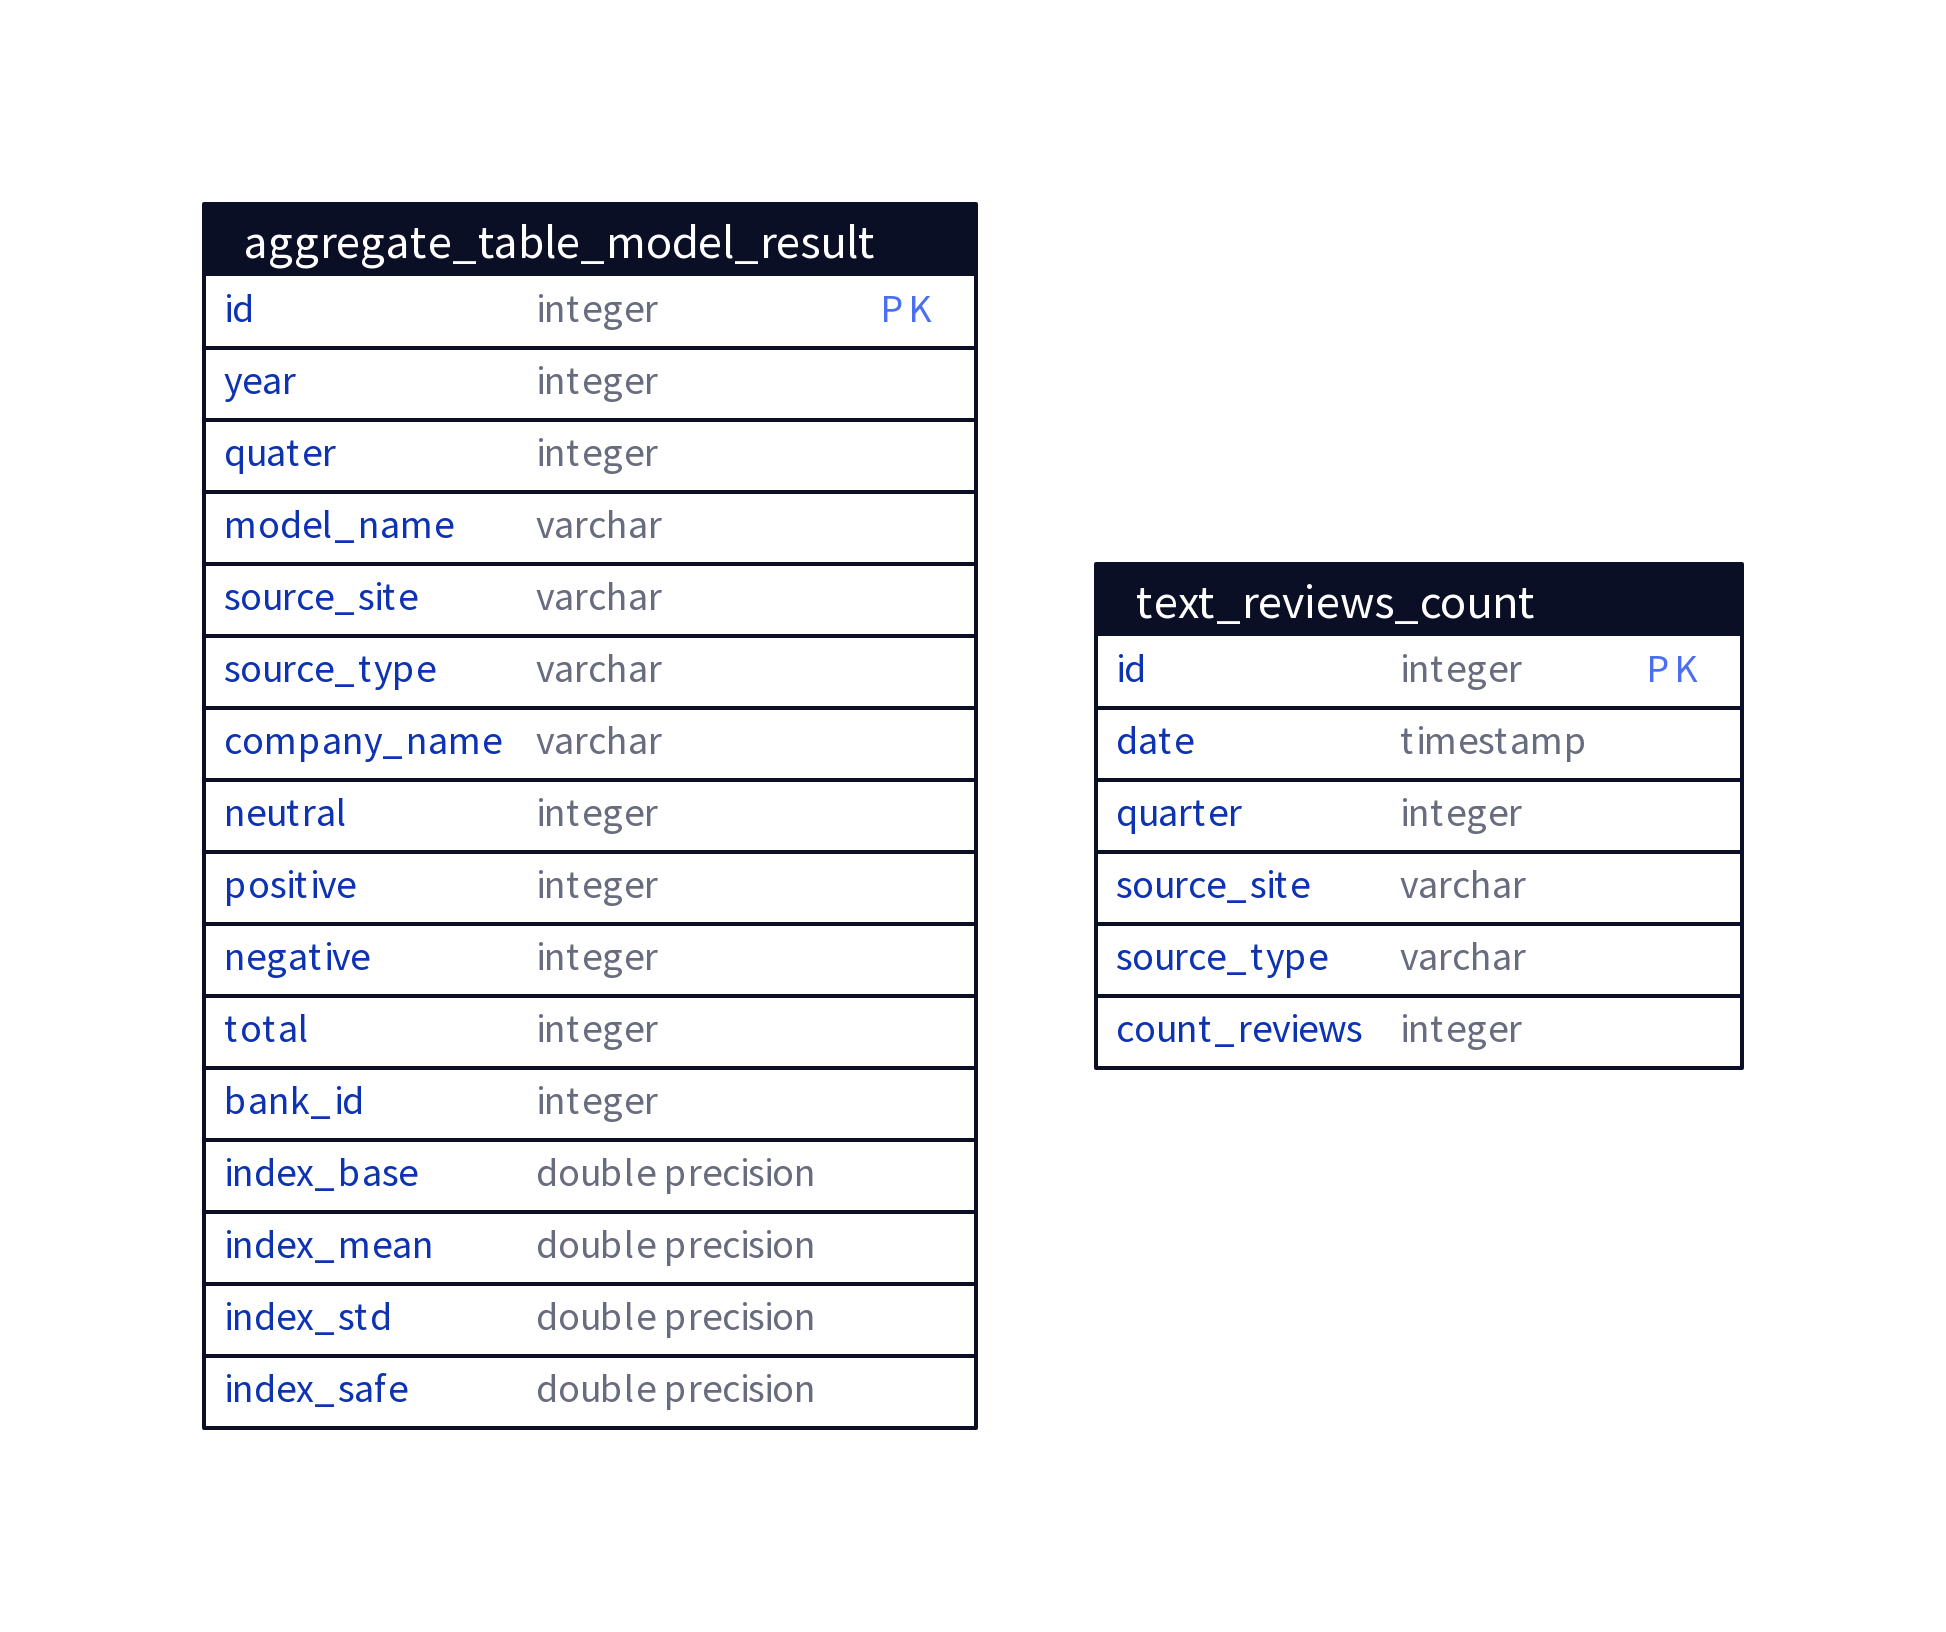 aggregate_table_model_result
id integer PK
year integer
quater integer
model_name varchar
source_site varchar
source_type varchar
company_name varchar
neutral integer
positive integer
negative integer
total integer
bank_id integer
index_base double precision
index_mean double precision
index_std double precision
index_safe double precision
text_reviews_count
id integer PK
date timestamp
quarter integer
source_site varchar
source_type varchar
count_reviews integer